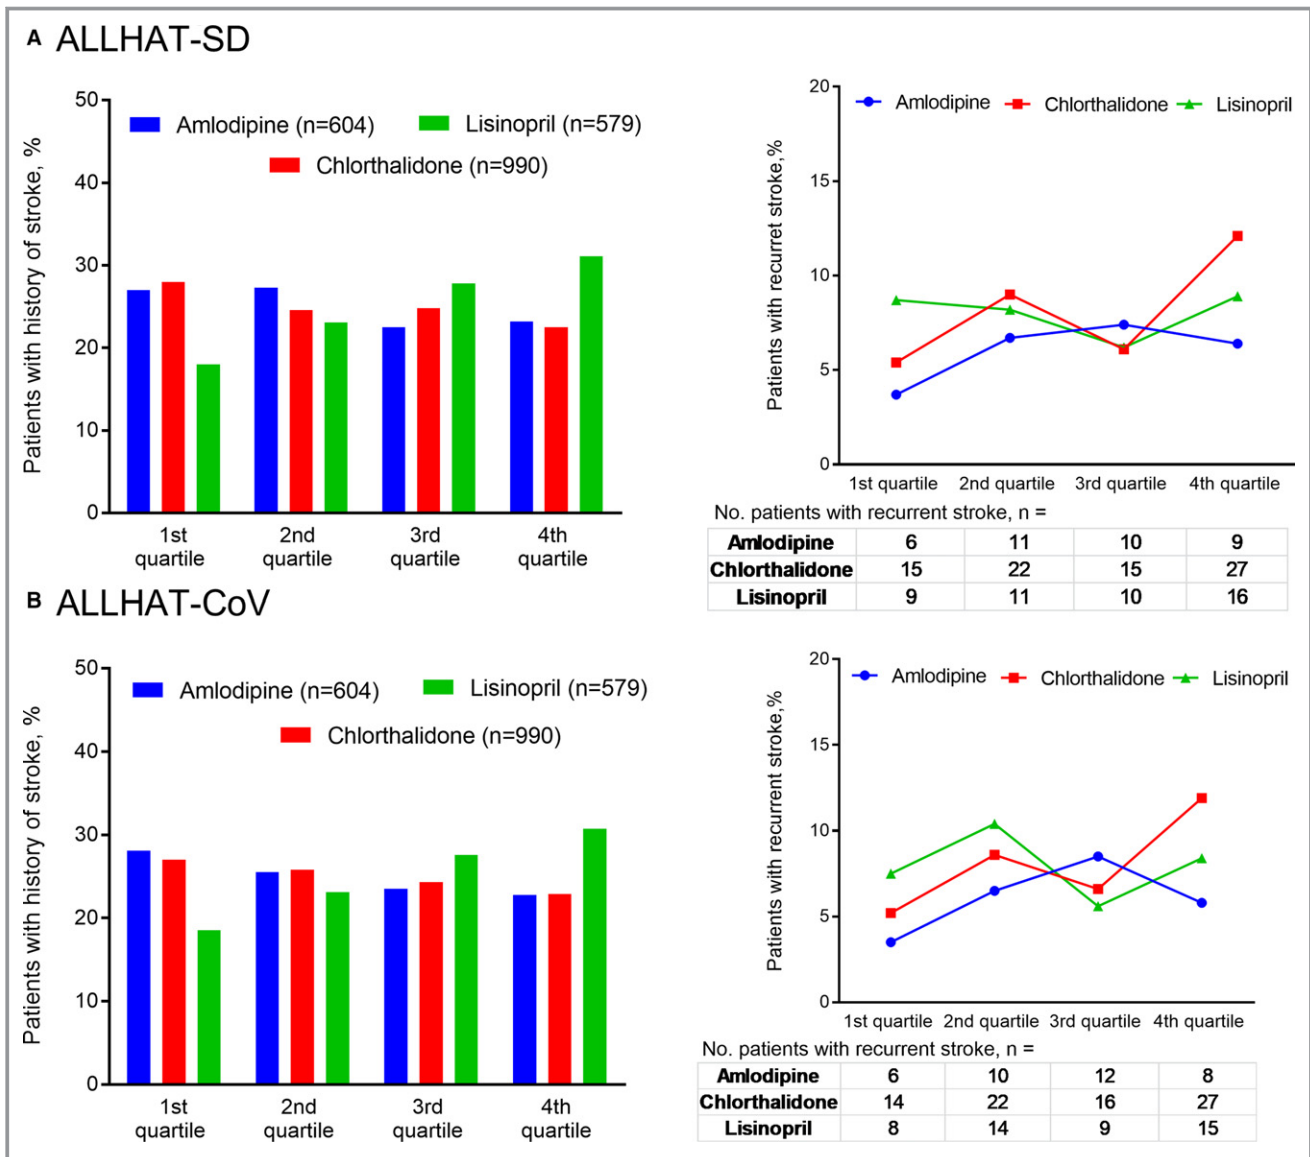 A ALLHAT-SD
Patients with history of stroke, %
50
40
30
20
10
0
Amlodipine (n=604)
Lisinopril (n=579)
Chlorthalidone (n=990)
1st quartile
2nd quartile
3rd quartile
4th quartile
Patients with recurret stroke,%
20
15
10
5
0
Amlodipine
Chlorthalidone
Lisinopril
1st quartile 2nd quartile 3rd quartile 4th quartile
No. patients with recurrent stroke, n =
Amlodipine 6 11 10 9
Chlorthalidone 15 22 15 27
Lisinopril 9 11 10 16
B ALLHAT-CoV
Patients with history of stroke, %
50
40
30
20
10
0
Amlodipine (n=604)
Lisinopril (n=579)
Chlorthalidone (n=990)
1st quartile
2nd quartile
3rd quartile
4th quartile
Patients with recurrent stroke,%
20
15
10
5
0
Amlodipine
Chlorthalidone
Lisinopril
1st quartile 2nd quartile 3rd quartile 4th quartile
No. patients with recurrent stroke, n =
Amlodipine 6 10 12 8
Chlorthalidone 14 22 16 27
Lisinopril 8 14 9 15